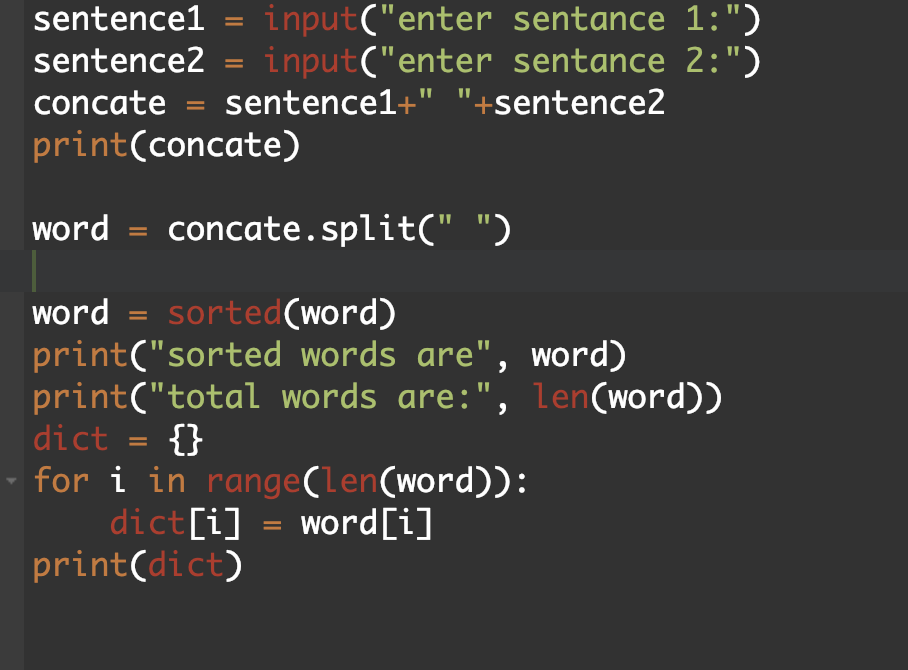 sentence1 = input("enter sentance 1:")
sentence2 = input("enter sentance 2:")
concate = sentence1+" "+sentence2
print(concate)
word = concate.split(" ")
word = sorted(word)
print("sorted words are", word)
print("total words are:", len(word))
dict = {}
for i in range(len(word)):
    dict[i] = word[i]
print(dict)